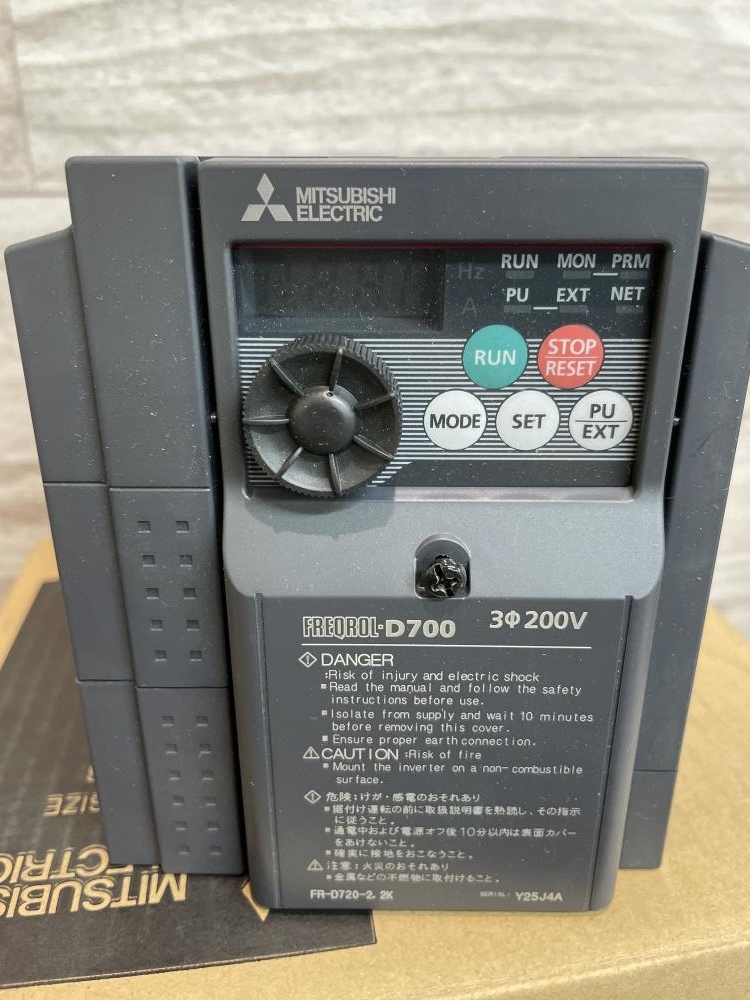 MITSUBISHI
ELECTRIC
Hz
A
RUN MON PRM
PU EXT NET
RUN
STOP
RESET
MODE
SET
PU
EXT
FREQROL-D700 3Φ200V
DANGER
:Risk of injury and electric shock
■Read the manual and follow the safety
instructions before use.
■Isolate from supply and wait 10 minutes
before removing this cover.
■Ensure proper earth connection.
CAUTION :Risk of fire
■Mount the inverter on a non-combustible
surface.
危険:けが・感電のおそれあり
■据付け運転の前に取扱説明書を熟読し、その指示
に従うこと。
■通電中および電源オフ後10分以内は表面カバー
をあけないこと。
■確実に接地をおこなうこと。
注意:火災のおそれあり
■金属などの不燃物に取付けること。
FR-D720-2.2K SERIAL: Y25J4A
SIZE
MITSUBIS
ECTRIC